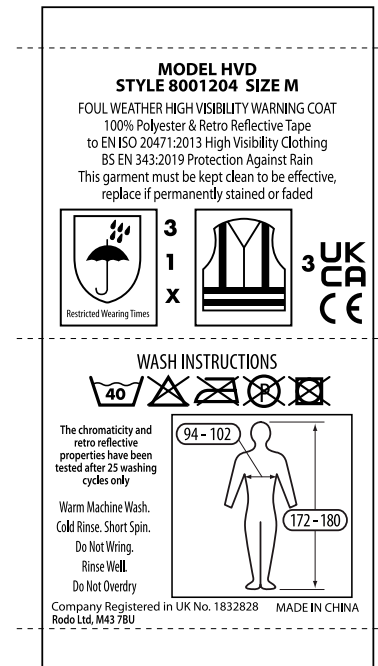 MODEL HVD
STYLE 8001204 SIZE M
FOUL WEATHER HIGH VISIBILITY WARNING COAT
100% Polyester & Retro Reflective Tape
to EN ISO 20471:2013 High Visibility Clothing
BS EN 343:2019 Protection Against Rain
This garment must be kept clean to be effective,
replace if permanently stained or faded
3
1
X
Restricted Wearing Times
3
UK
CA
CE
WASH INSTRUCTIONS
40
P
The chromaticity and
retro reflective
properties have been
tested after 25 washing
cycles only
Warm Machine Wash.
Cold Rinse. Short Spin.
Do Not Wring.
Rinse Well.
Do Not Overdry
94-102
172-180
Company Registered in UK No. 1832828 MADE IN CHINA
Rodo Ltd, M43 7BU